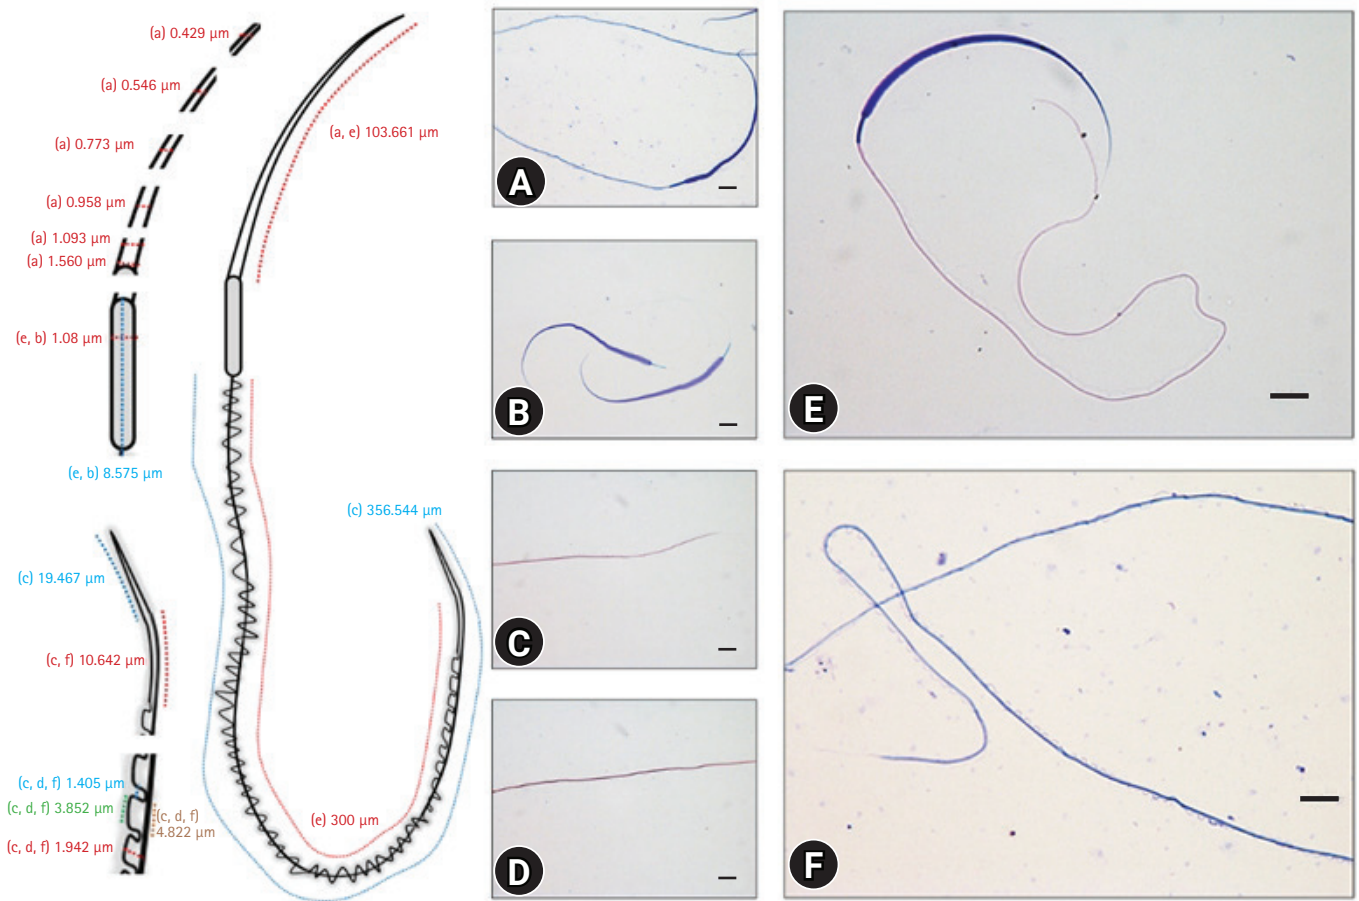 (a) 0.429 µm
(a) 0.546 µm
(a) 0.773 µm
(a) 0.958 µm
(a) 1.093 µm
(a) 1.560 µm
(e, b) 1.08 µm
(e, b) 8.575 µm
(c) 19.467 µm
(c, f) 10.642 µm
(c, d, f) 1.405 µm
(c, d, f) 3.852 µm
(c, d, f)
4.822 µm
(c, d, f) 1.942 µm
(a, e) 103.661 µm
(c) 356.544 µm
(e) 300 µm
A
B
C
D
E
F